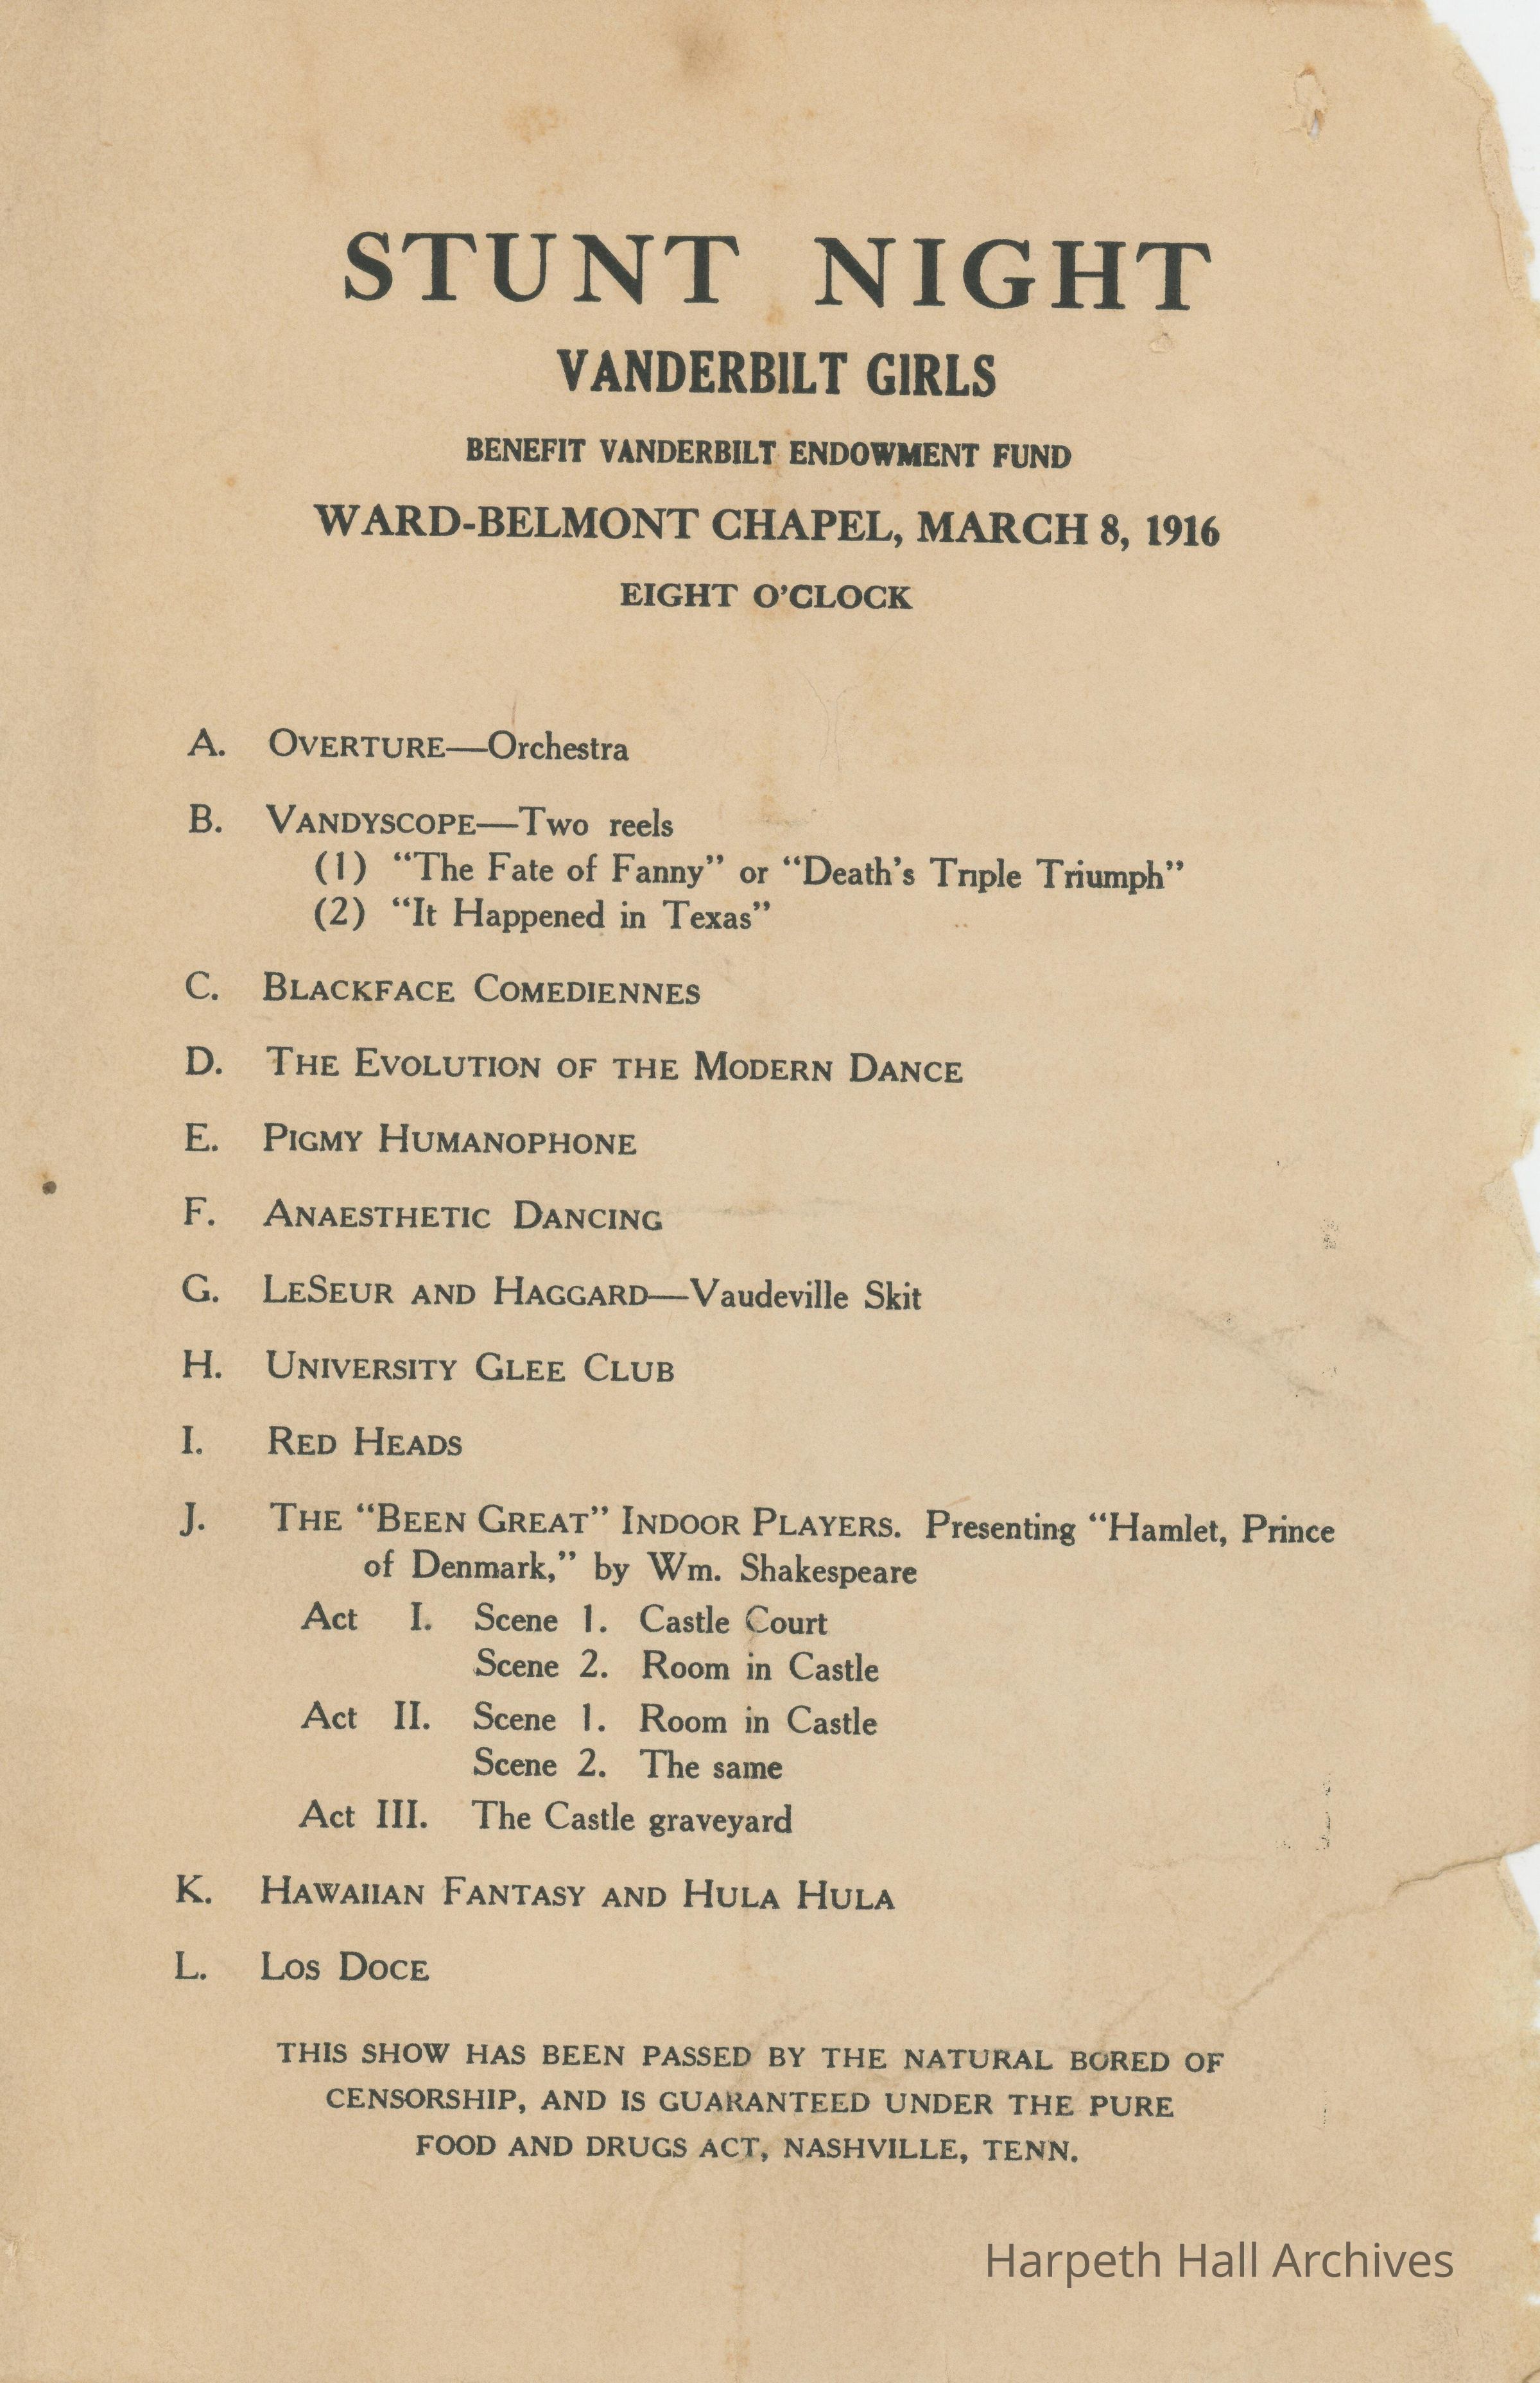 STUNT NIGHT
VANDERBILT GIRLS
BENEFIT VANDERBILT ENDOWMENT FUND
WARD-BELMONT CHAPEL, MARCH 8, 1916
EIGHT O'CLOCK
A. OVERTURE—Orchestra
B. VANDYSCOPE—Two reels
(1) “The Fate of Fanny” or “Death's Triple Triumph”
(2) “It Happened in Texas”
C. BLACKFACE COMEDIENNES
D. THE EVOLUTION OF THE MODERN DANCE
E. PIGMY HUMANOPHONE
F. ANAESTHETIC DANCING
G. LESEUR AND HAGGARD—Vaudeville Skit
H. UNIVERSITY GLEE CLUB
I. RED HEADS
J. THE “BEEN GREAT” INDOOR PLAYERS. Presenting “Hamlet, Prince
of Denmark,” by Wm. Shakespeare
Act I. Scene 1. Castle Court
Scene 2. Room in Castle
Act II. Scene 1. Room in Castle
Scene 2. The same
Act III. The Castle graveyard
K. HAWAIIAN FANTASY AND HULA HULA
L. LOS DOCE
THIS SHOW HAS BEEN PASSED BY THE NATURAL BORED OF
CENSORSHIP, AND IS GUARANTEED UNDER THE PURE
FOOD AND DRUGS ACT, NASHVILLE, TENN.
Harpeth Hall Archives